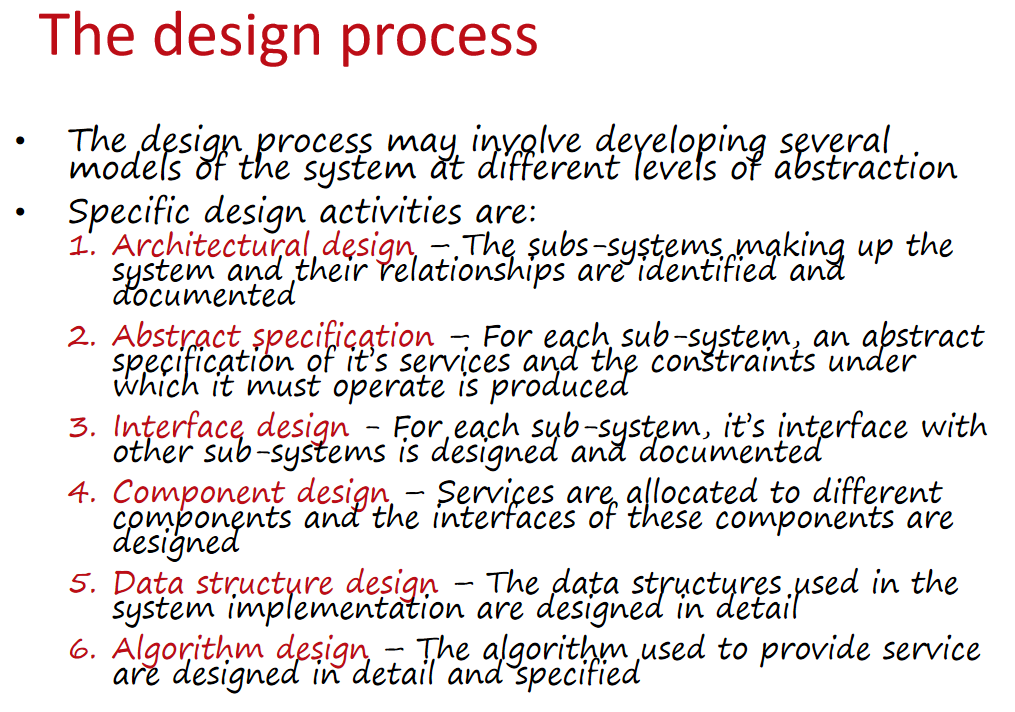 The design process
• The design process may involve developing several
models of the system at different levels of abstraction
• Specific design activities are:
1. Architectural design – The subs-systems making up the
system and their relationships are identified and
documented
2. Abstract specification – For each sub-system, an abstract
specification of it's services and the constraints under
which it must operate is produced
3. Interface design - For each sub-system, it's interface with
other sub-systems is designed and documented
4. Component design – Services are allocated to different
components and the interfaces of these components are
designed
5. Data structure design – The data structures used in the
system implementation are designed in detail
6. Algorithm design – The algorithm used to provide service
are designed in detail and specified